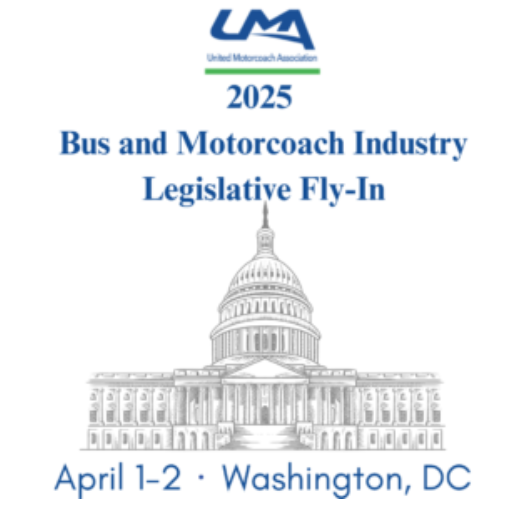 UMA
United Motorcoach Association
2025
Bus and Motorcoach Industry
Legislative Fly-In
April 1-2 · Washington, DC